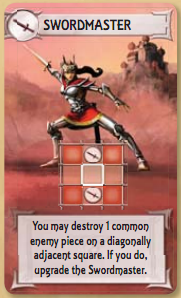 SWORDMASTER
You may destroy 1 common
enemy piece on a diagonally
adjacent square. If you do,
upgrade the Swordmaster.